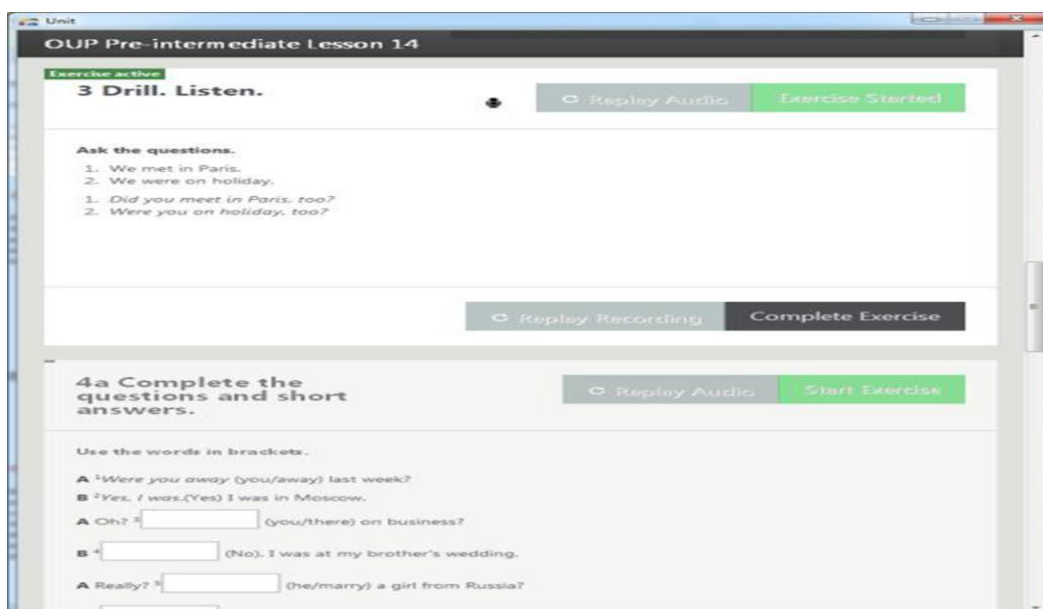 Unit
OUP Pre-intermediate Lesson 14
Exercise active
3 Drill. Listen.
Replay Audio
Exercise Started
Ask the questions.
1. We met in Paris.
2. We were on holiday.
1. Did you meet in Paris, too?
2. Were you on holiday, too?
Replay Recording
Complete Exercise
4a Complete the
questions and short
answers.
Replay Audio
Start Exercise
Use the words in brackets.
A ¹Were you away (you/away) last week?
B ²Yes, I was.(Yes) I was in Moscow.
A Oh? ³ (you/there) on business?
B ⁴ (No). I was at my brother's wedding.
A Really? ⁵ (he/marry) a girl from Russia?